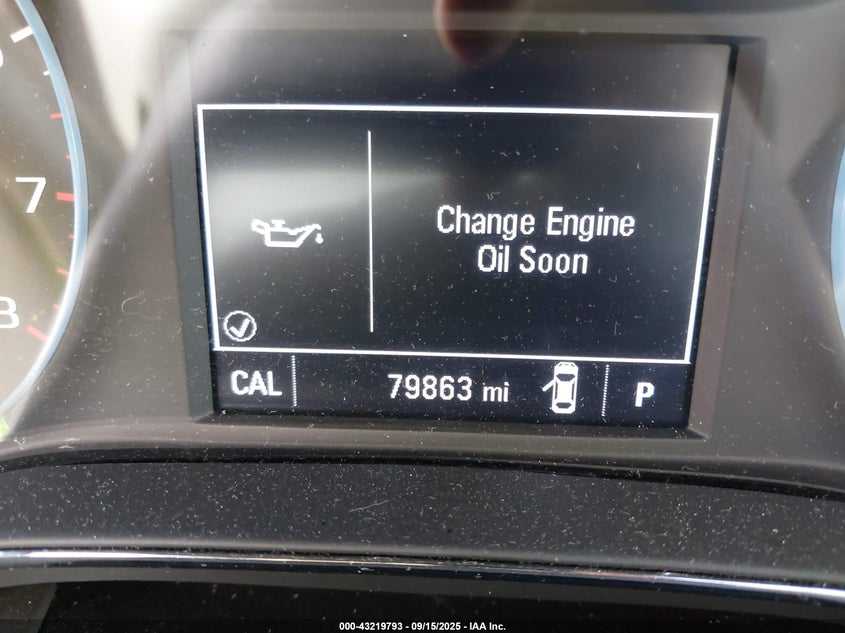 7
8
Change Engine
Oil Soon
CAL
79863 mi
P
000-43219793 - 09/15/2025 - IAA Inc.